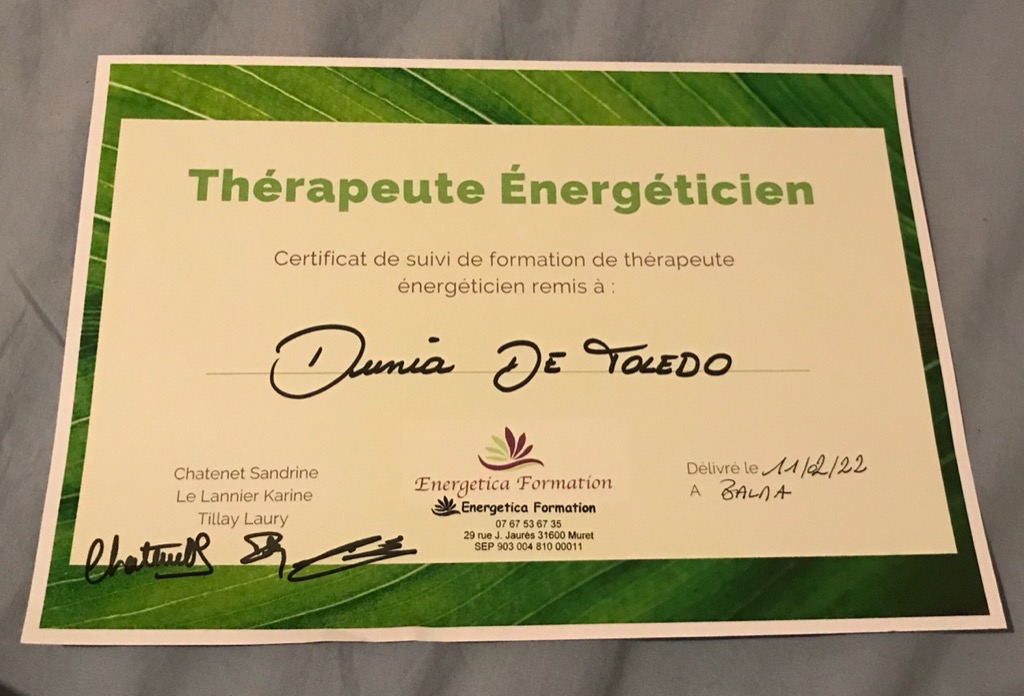 Thérapeute Énergéticien
Certificat de suivi de formation de thérapeute
énergéticien remis à :
Dunia DE TOLEDO
Chatenet Sandrine
Le Lannier Karine
Tillay Laury
Energetica Formation
Energetica Formation
07 67 53 67 35
29 rue J. Jaurès 31600 Muret
SEP 903 004 810 00011
Délivré le 11/2/22
A BALMA